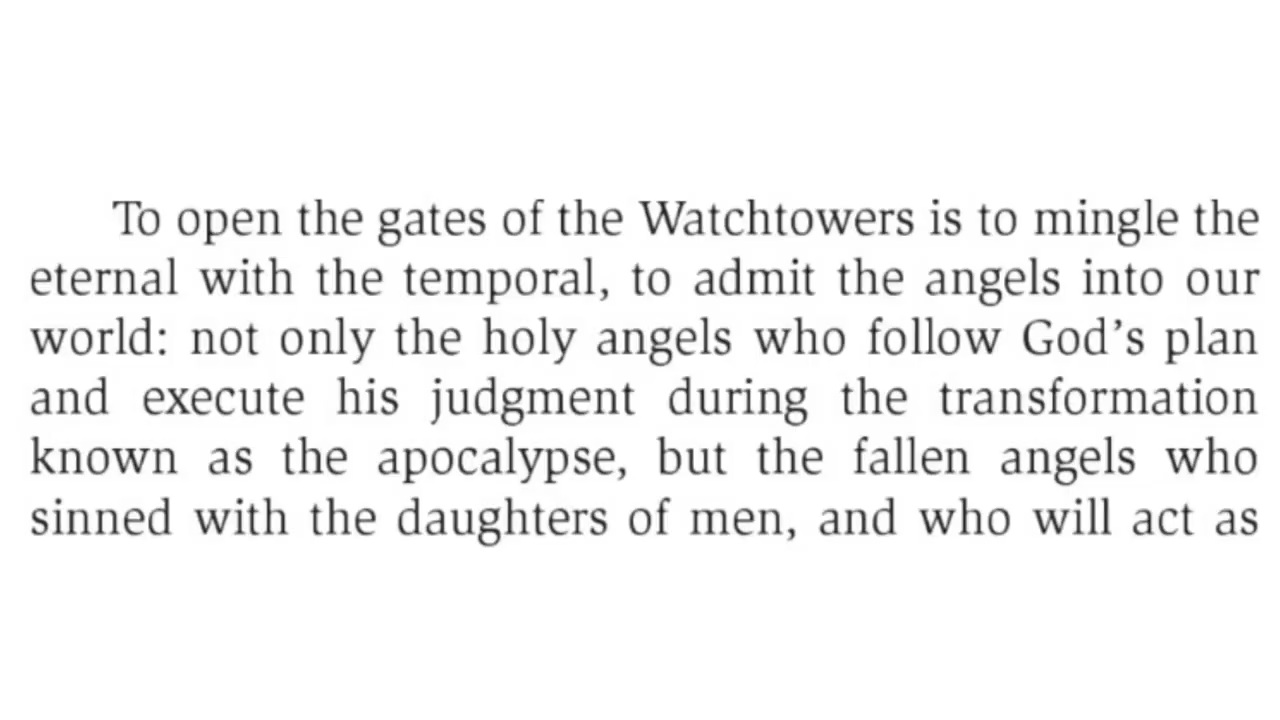 To open the gates of the Watchtowers is to mingle the
eternal with the temporal, to admit the angels into our
world: not only the holy angels who follow God’s plan
and execute his judgment during the transformation
known as the apocalypse, but the fallen angels who
sinned with the daughters of men, and who will act as